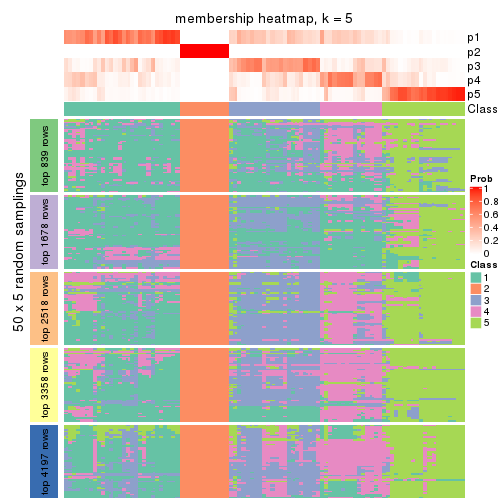 membership heatmap, k = 5
p1
p2
p3
p4
p5
Class
50 x 5 random samplings
top 839 rows
top 1678 rows
top 2518 rows
top 3358 rows
top 4197 rows
Prob
1
0.8
0.6
0.4
0.2
0
Class
1
2
3
4
5